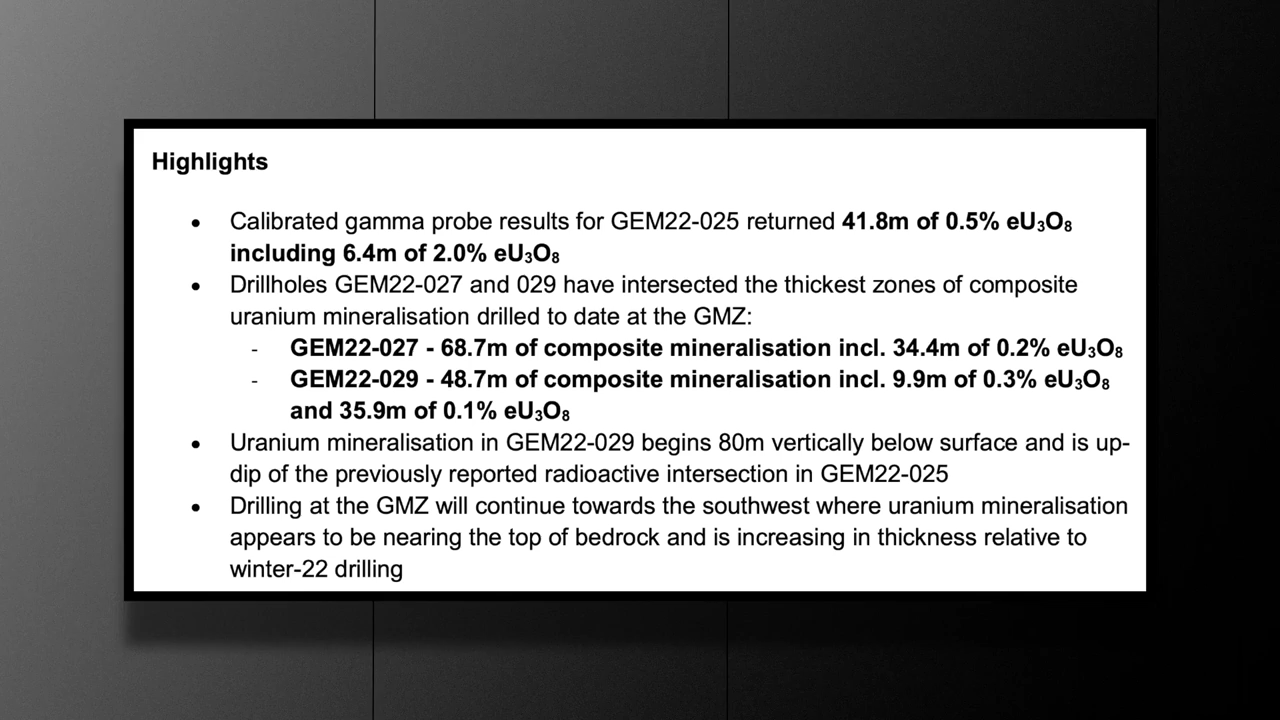 Highlights
• Calibrated gamma probe results for GEM22-025 returned 41.8m of 0.5% eU₃O₈
including 6.4m of 2.0% eU₃O₈
• Drillholes GEM22-027 and 029 have intersected the thickest zones of composite
uranium mineralisation drilled to date at the GMZ:
- GEM22-027 - 68.7m of composite mineralisation incl. 34.4m of 0.2% eU₃O₈
- GEM22-029 - 48.7m of composite mineralisation incl. 9.9m of 0.3% eU₃O₈
and 35.9m of 0.1% eU₃O₈
• Uranium mineralisation in GEM22-029 begins 80m vertically below surface and is up-
dip of the previously reported radioactive intersection in GEM22-025
• Drilling at the GMZ will continue towards the southwest where uranium mineralisation
appears to be nearing the top of bedrock and is increasing in thickness relative to
winter-22 drilling